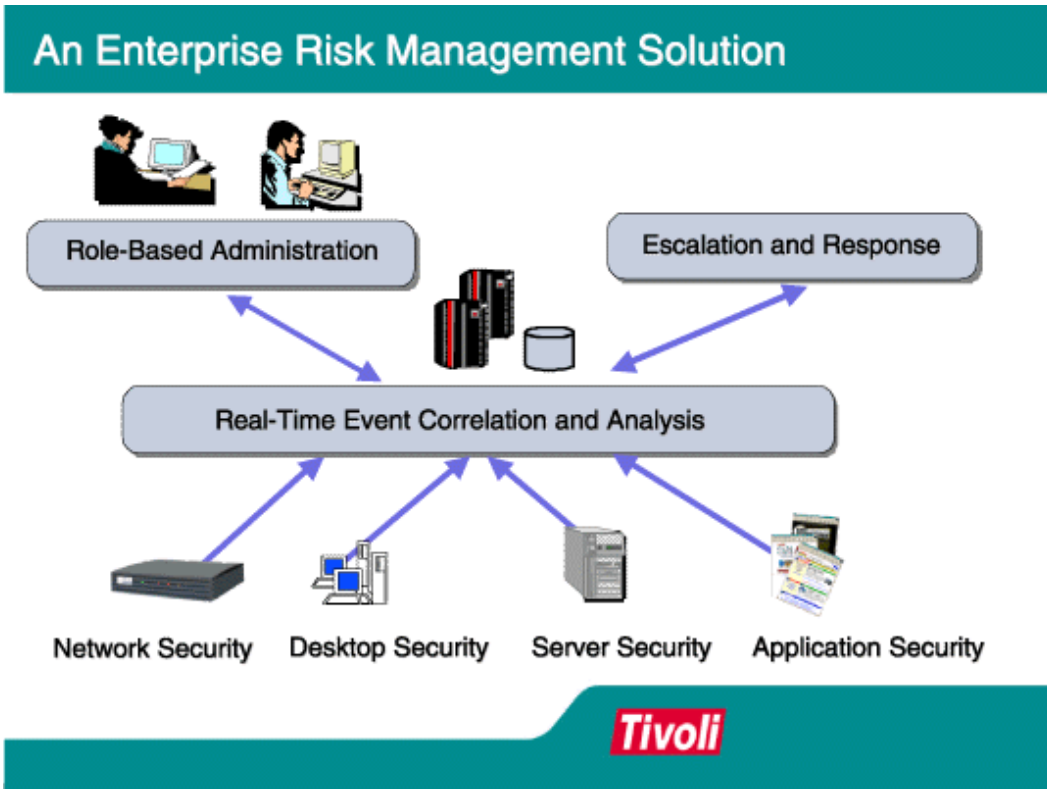 An Enterprise Risk Management Solution
Role-Based Administration
Escalation and Response
Real-Time Event Correlation and Analysis
Network Security
Desktop Security
Server Security
Application Security
Tivoli